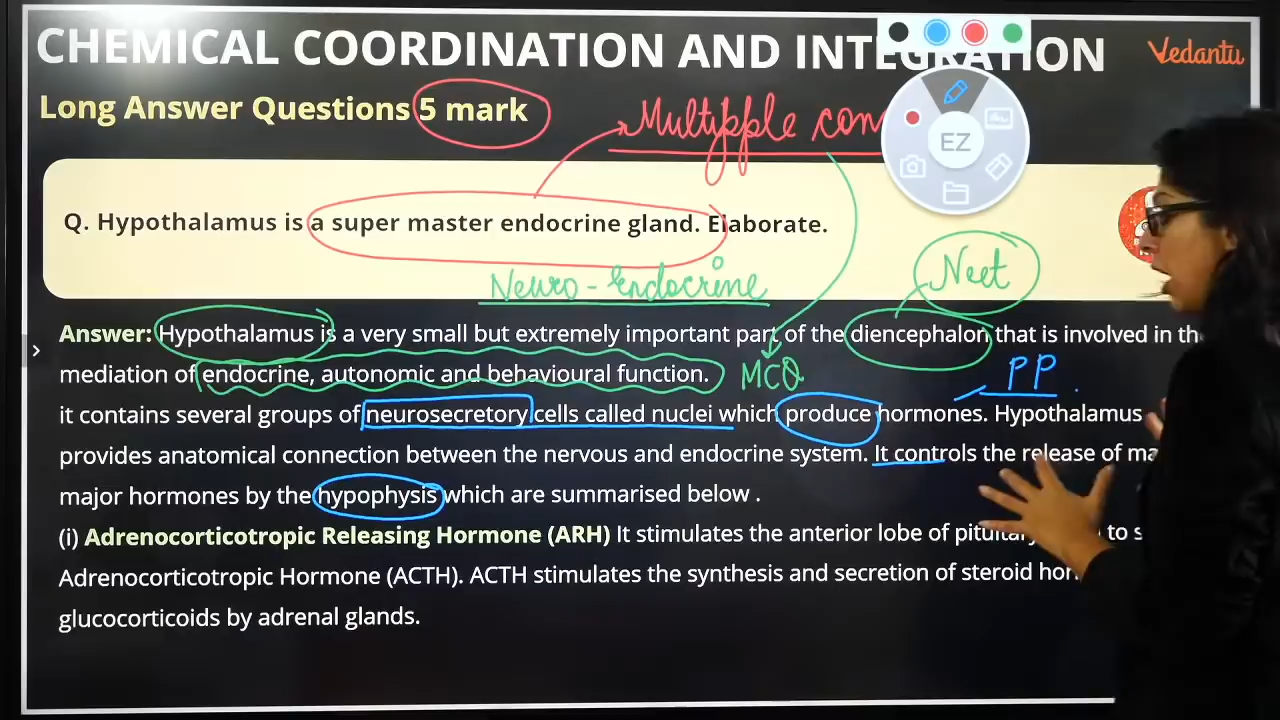 CHEMICAL COORDINATION AND INTEGRATION
Vedantu
Long Answer Questions 5 mark
Multipple con
EZ
Q. Hypothalamus is a super master endocrine gland. Elaborate.
Neuro - Endocrine
Neet
Answer: Hypothalamus is a very small but extremely important part of the diencephalon that is involved in
mediation of endocrine, autonomic and behavioural function.
MCQ
PP
it contains several groups of neurosecretory cells called nuclei which produce hormones. Hypothalamus
provides anatomical connection between the nervous and endocrine system. It controls the release of
major hormones by the hypophysis which are summarised below .
(i) Adrenocorticotropic Releasing Hormone (ARH) It stimulates the anterior lobe of to
Adrenocorticotropic Hormone (ACTH). ACTH stimulates the synthesis and secretion of steroid
glucocorticoids by adrenal glands.